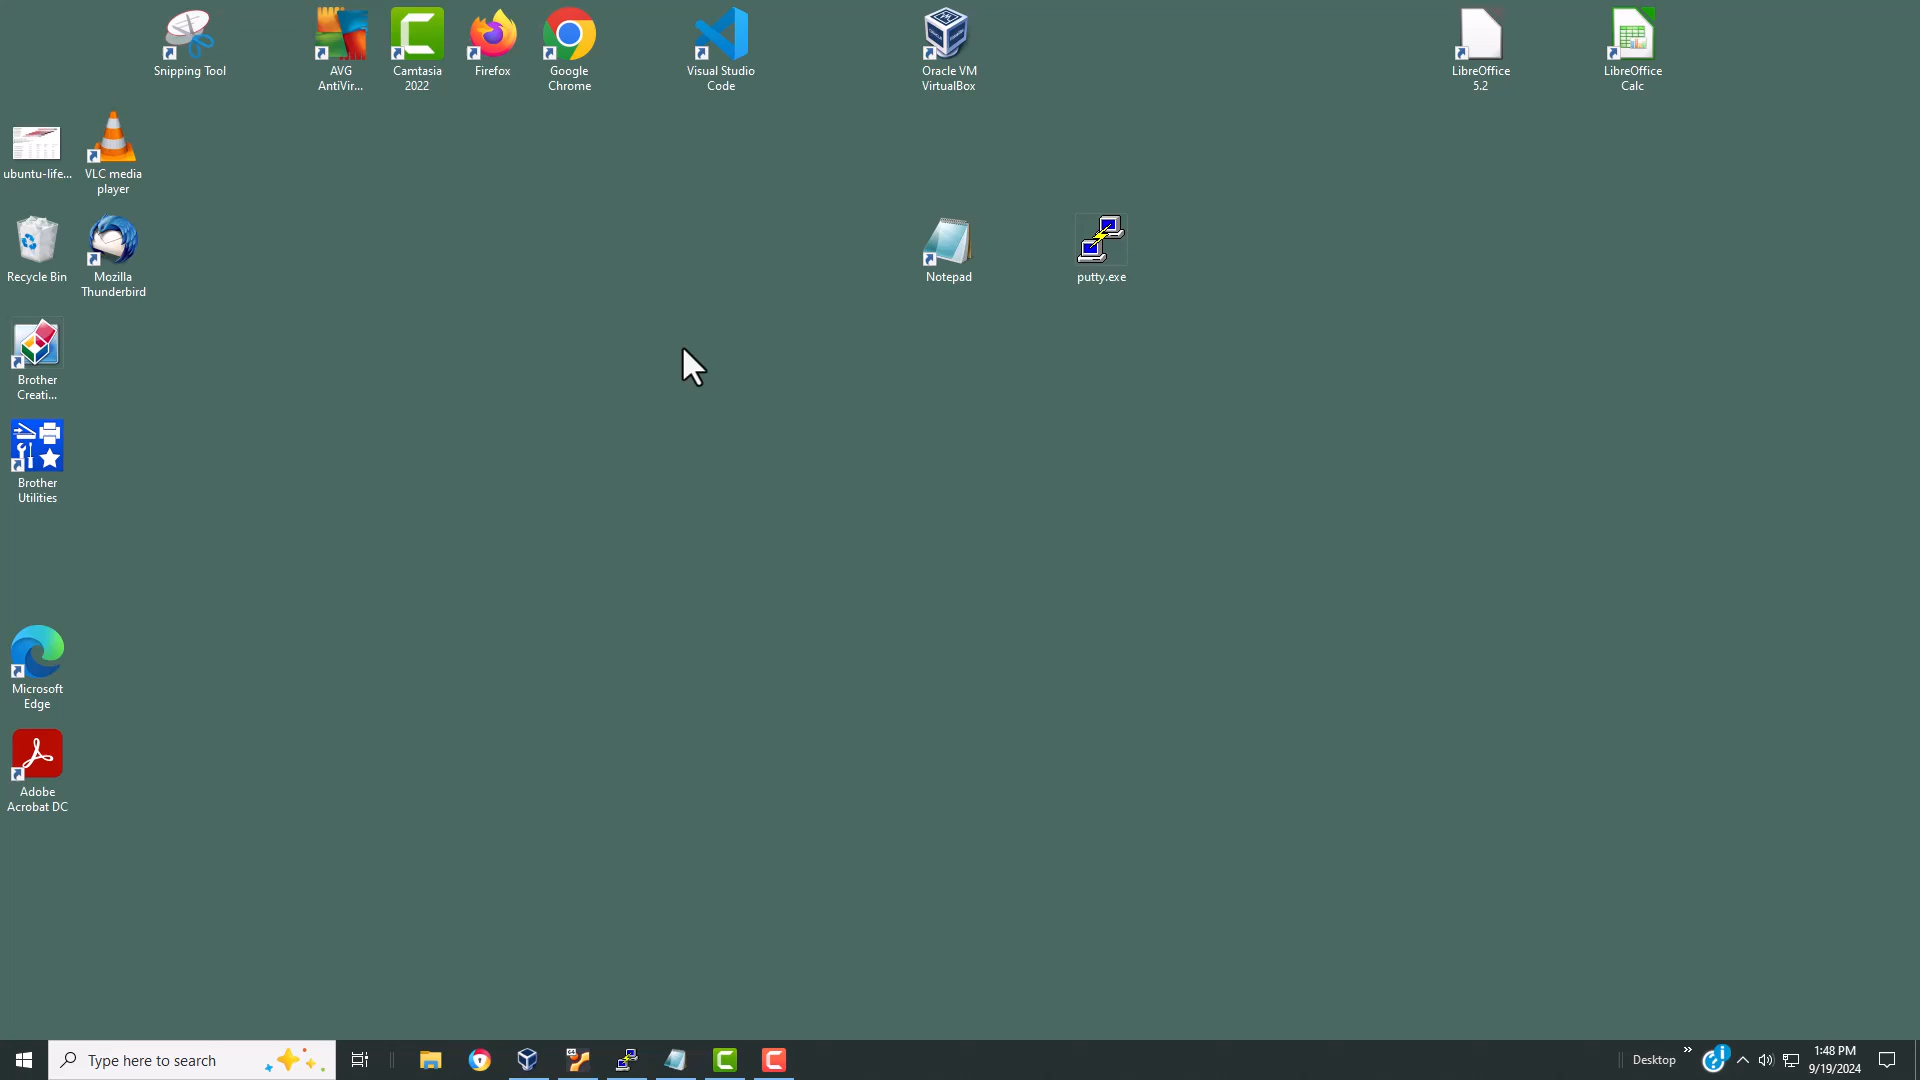 Snipping Tool
AVG
AntiVir...
Camtasia
2022
Firefox
Google
Chrome
Visual Studio
Code
Oracle VM
VirtualBox
LibreOffice
5.2
LibreOffice
Calc
ubuntu-life...
VLC media
player
Recycle Bin
Mozilla
Thunderbird
Notepad
putty.exe
Brother
Creati...
Brother
Utilities
Microsoft
Edge
Adobe
Acrobat DC
Type here to search
Desktop
1:48 PM
9/19/2024